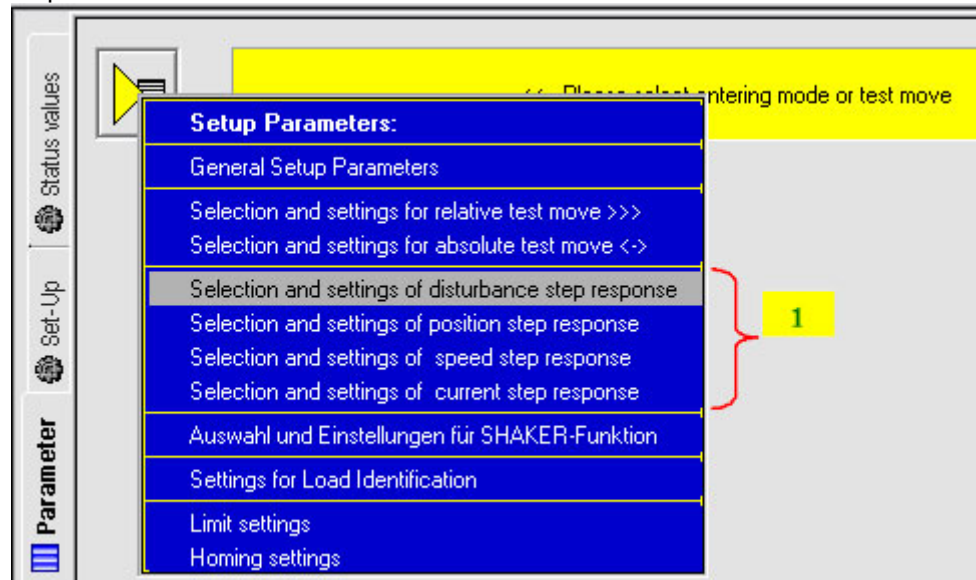 Status values
Set-Up
Parameter
entering mode or test move
Setup Parameters:
General Setup Parameters
Selection and settings for relative test move >>>
Selection and settings for absolute test move <->
Selection and settings of disturbance step response
Selection and settings of position step response
Selection and settings of  speed step response
Selection and settings of  current step response
1
Auswahl und Einstellungen für SHAKER-Funktion
Settings for Load Identification
Limit settings
Homing settings